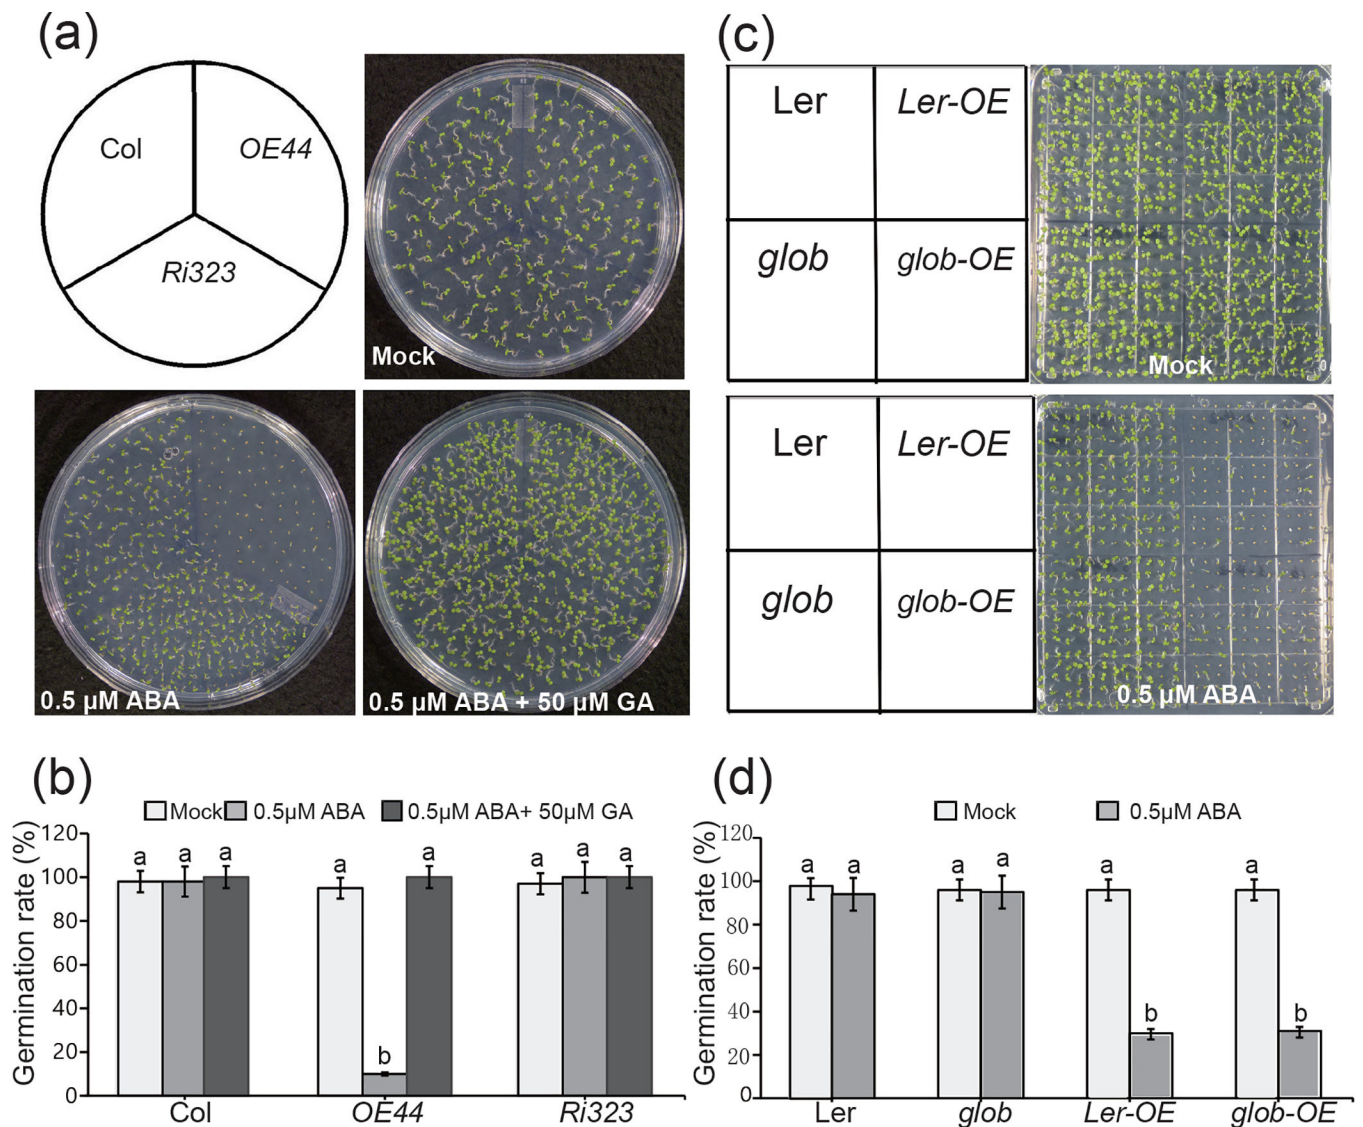 (a)
Col
OE44
Ri323
Mock
0.5 µM ABA
0.5 µM ABA + 50 µM GA
(c)
Ler
Ler-OE
glob
glob-OE
Mock
Ler
Ler-OE
glob
glob-OE
0.5 µM ABA
(b)
Mock
0.5µM ABA
0.5µM ABA+ 50µM GA
Germination rate (%)
120
100
80
60
40
20
0
a
a
a
a
b
a
a
a
a
Col
OE44
Ri323
(d)
Mock
0.5µM ABA
Germination rate (%)
120
100
80
60
40
20
0
a
a
a
a
a
b
a
b
Ler
glob
Ler-OE
glob-OE